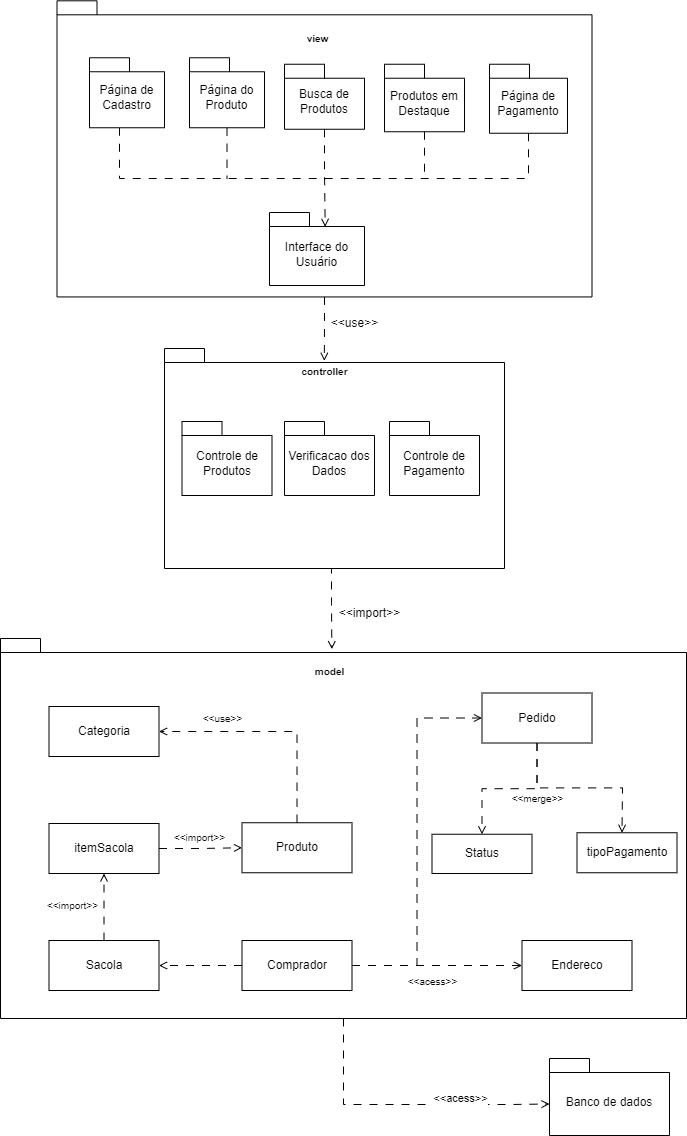 view
Página de
Cadastro
Página do
Produto
Busca de
Produtos
Produtos em
Destaque
Página de
Pagamento
Interface do
Usuário
<<use>>
controller
Controle de
Produtos
Verificacao dos
Dados
Controle de
Pagamento
<<import>>
model
Categoria
<<use>>
Pedido
<<merge>>
itemSacola
<<import>>
Produto
Status
tipoPagamento
<<import>>
Sacola
Comprador
<<acess>>
Endereco
<<acess>>
Banco de dados